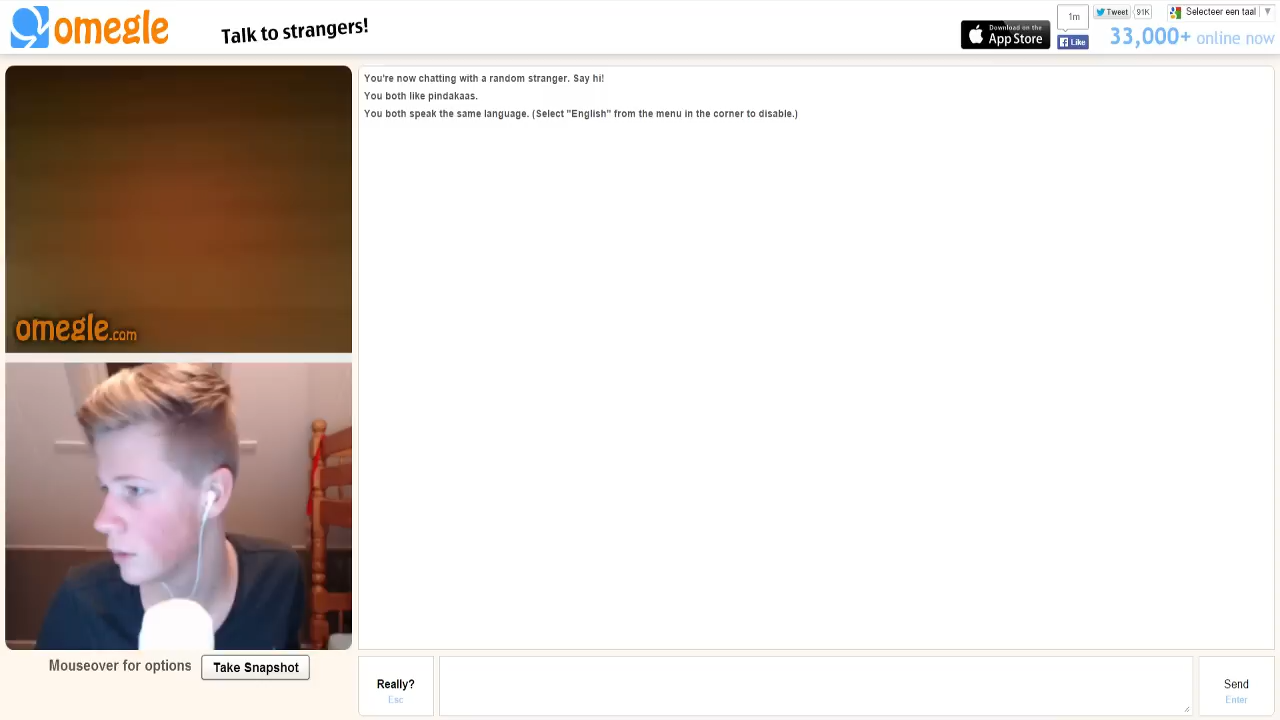 omegle
Talk to strangers!
Download on the
App Store
1m
Like
Tweet
91K
Selecteer een taal
33,000+ online now
You're now chatting with a random stranger. Say hi!
You both like pindakaas.
You both speak the same language. (Select "English" from the menu in the corner to disable.)
omegle.com
Mouseover for options
Take Snapshot
Really?
Esc
Send
Enter